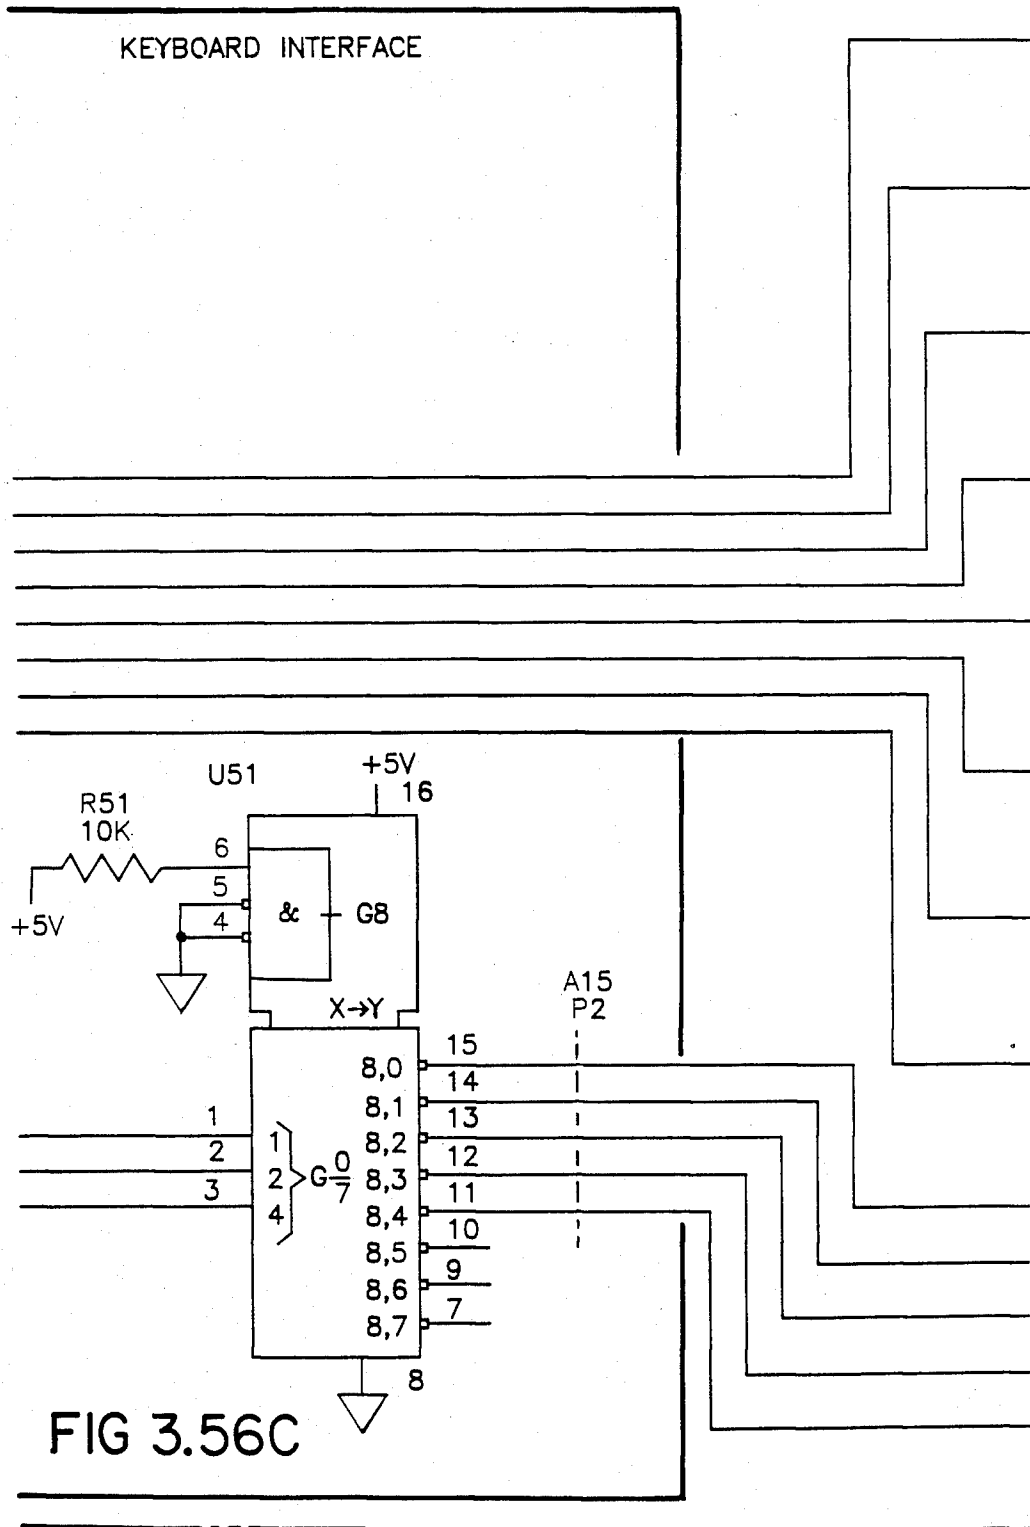 KEYBOARD INTERFACE
U51
+5V
16
R51
10K
6
5
4
+5V
&
G8
X→Y
A15
P2
8,0
15
8,1
14
1
1
8,2
13
2
2
G 0/7
8,3
12
3
4
8,4
11
8,5
10
8,6
9
8,7
7
8
FIG 3.56C